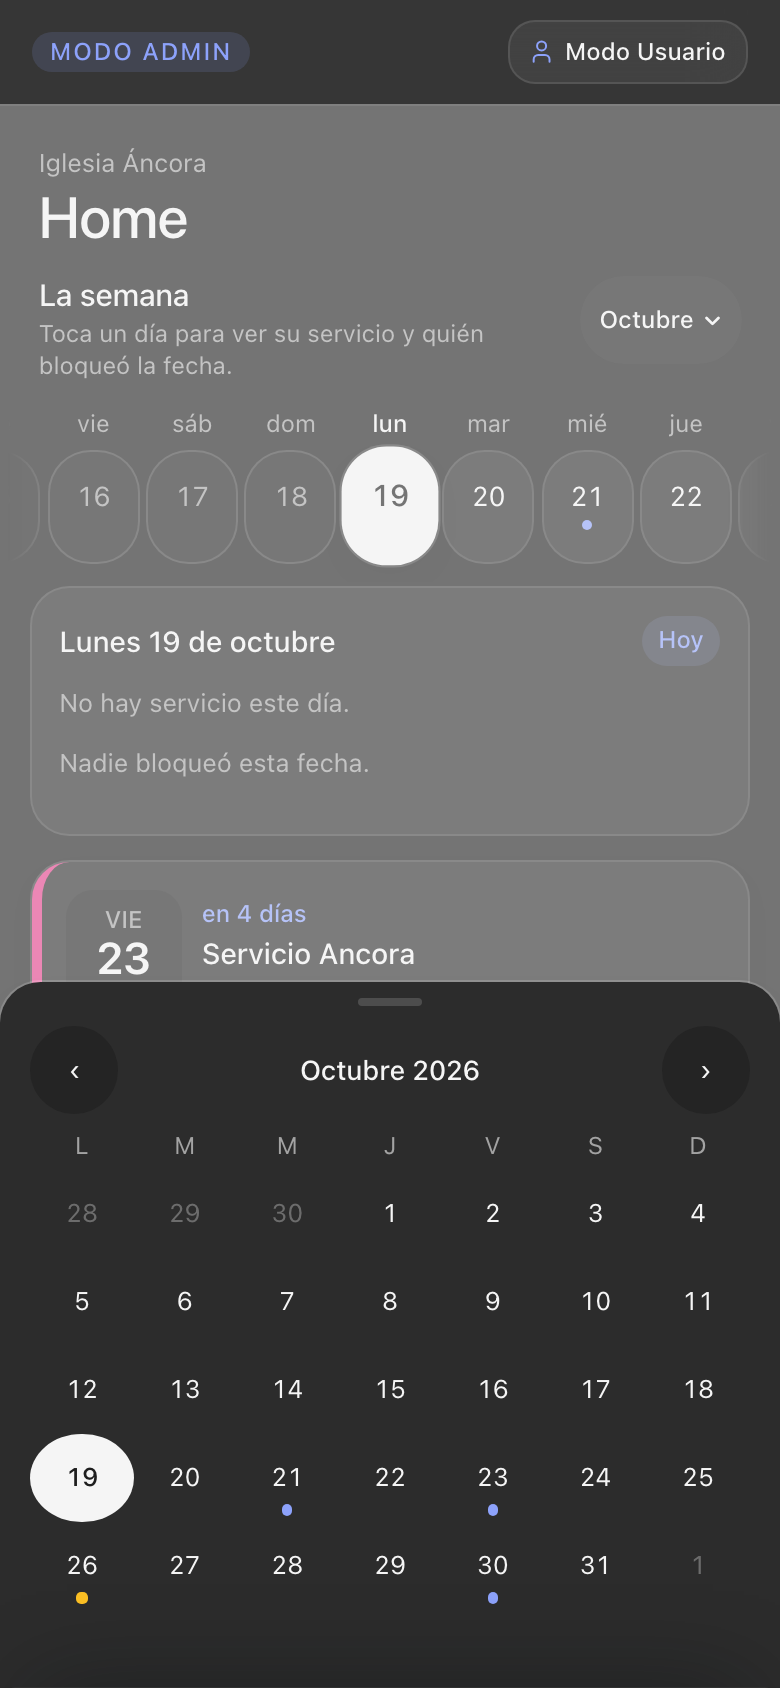 MODO ADMIN
Modo Usuario
Iglesia Áncora
Home
La semana
Toca un día para ver su servicio y quién
bloqueó la fecha.
Octubre
vie sáb dom lun mar mié jue
16 17 18 19 20 21 22
Lunes 19 de octubre
Hoy
No hay servicio este día.
Nadie bloqueó esta fecha.
VIE
23
en 4 días
Servicio Ancora
‹ Octubre 2026 ›
L M M J V S D
28 29 30 1 2 3 4
5 6 7 8 9 10 11
12 13 14 15 16 17 18
19 20 21 22 23 24 25
26 27 28 29 30 31 1